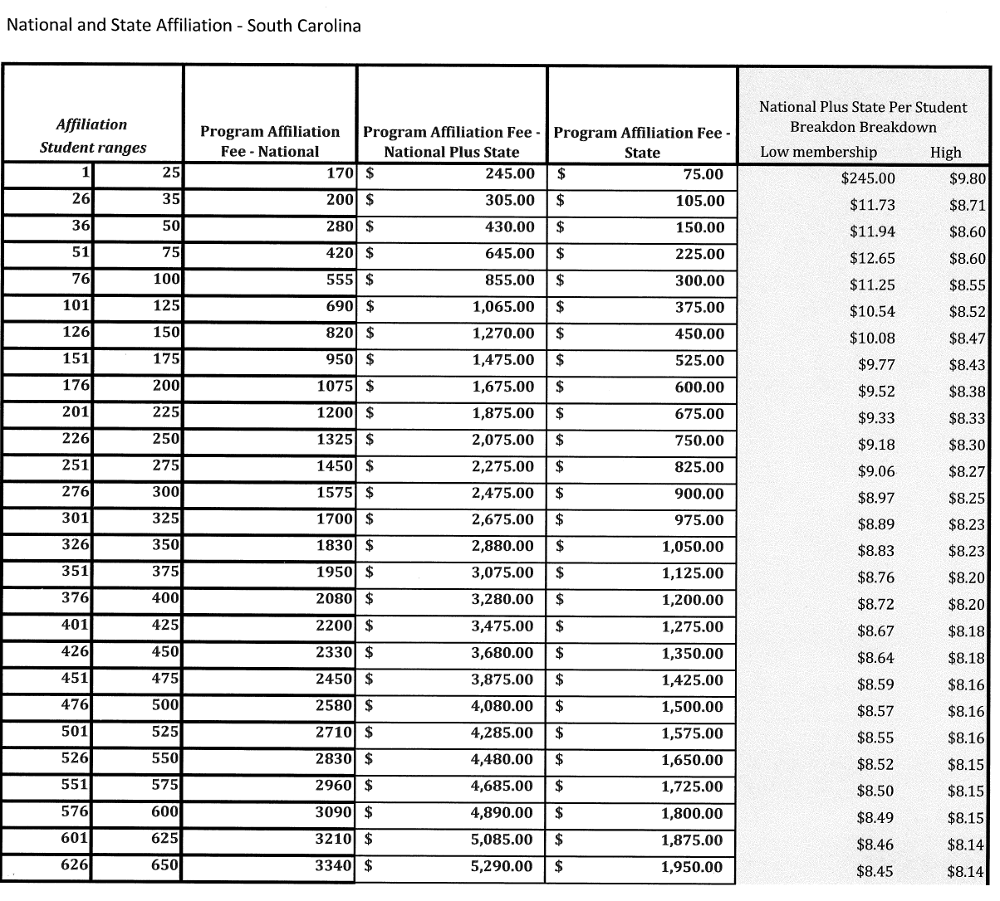 National and State Affiliation - South Carolina
Affiliation
Student ranges
Program Affiliation
Fee - National
Program Affiliation Fee -
National Plus State
Program Affiliation Fee -
State
National Plus State Per Student
Breakdon Breakdown
Low membership High
1 25 170 $ 245.00 $ 75.00 $245.00 $9.80
26 35 200 $ 305.00 $ 105.00 $11.73 $8.71
36 50 280 $ 430.00 $ 150.00 $11.94 $8.60
51 75 420 $ 645.00 $ 225.00 $12.65 $8.60
76 100 555 $ 855.00 $ 300.00 $11.25 $8.55
101 125 690 $ 1,065.00 $ 375.00 $10.54 $8.52
126 150 820 $ 1,270.00 $ 450.00 $10.08 $8.47
151 175 950 $ 1,475.00 $ 525.00 $9.77 $8.43
176 200 1075 $ 1,675.00 $ 600.00 $9.52 $8.38
201 225 1200 $ 1,875.00 $ 675.00 $9.33 $8.33
226 250 1325 $ 2,075.00 $ 750.00 $9.18 $8.30
251 275 1450 $ 2,275.00 $ 825.00 $9.06 $8.27
276 300 1575 $ 2,475.00 $ 900.00 $8.97 $8.25
301 325 1700 $ 2,675.00 $ 975.00 $8.89 $8.23
326 350 1830 $ 2,880.00 $ 1,050.00 $8.83 $8.23
351 375 1950 $ 3,075.00 $ 1,125.00 $8.76 $8.20
376 400 2080 $ 3,280.00 $ 1,200.00 $8.72 $8.20
401 425 2200 $ 3,475.00 $ 1,275.00 $8.67 $8.18
426 450 2330 $ 3,680.00 $ 1,350.00 $8.64 $8.18
451 475 2450 $ 3,875.00 $ 1,425.00 $8.59 $8.16
476 500 2580 $ 4,080.00 $ 1,500.00 $8.57 $8.16
501 525 2710 $ 4,285.00 $ 1,575.00 $8.55 $8.16
526 550 2830 $ 4,480.00 $ 1,650.00 $8.52 $8.15
551 575 2960 $ 4,685.00 $ 1,725.00 $8.50 $8.15
576 600 3090 $ 4,890.00 $ 1,800.00 $8.49 $8.15
601 625 3210 $ 5,085.00 $ 1,875.00 $8.46 $8.14
626 650 3340 $ 5,290.00 $ 1,950.00 $8.45 $8.14